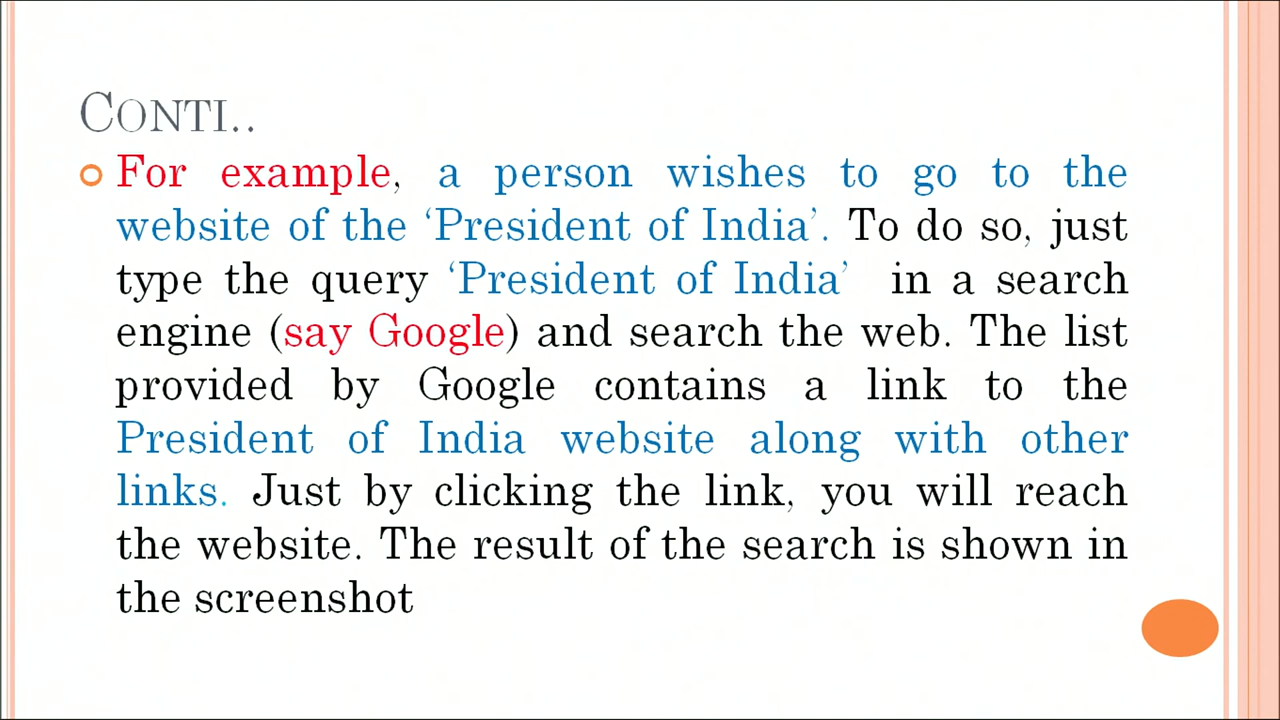 CONTI..
For example, a person wishes to go to the
website of the ‘President of India’. To do so, just
type the query ‘President of India’ in a search
engine (say Google) and search the web. The list
provided by Google contains a link to the
President of India website along with other
links. Just by clicking the link, you will reach
the website. The result of the search is shown in
the screenshot